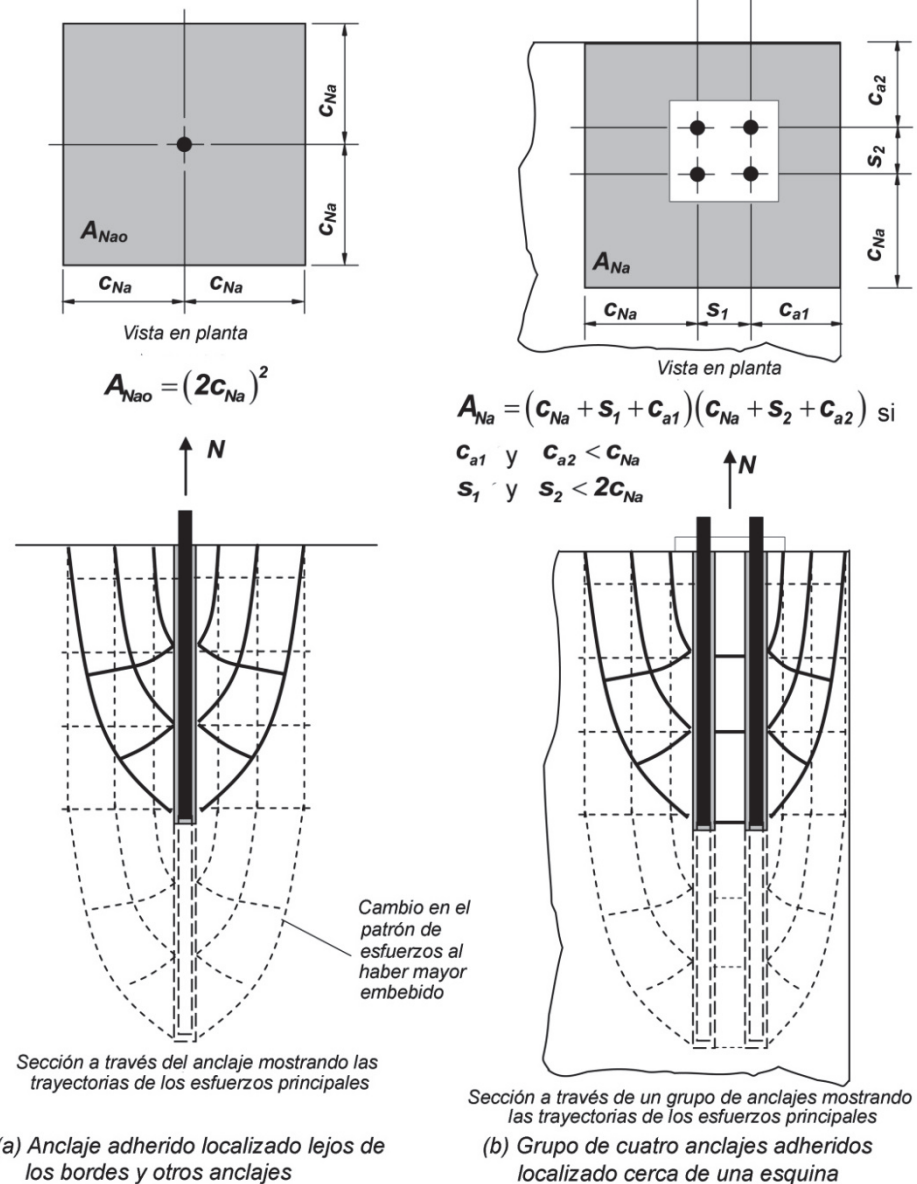 c_Na
c_Na
A_Nao
c_Na
c_Na
Vista en planta
A_Nao = (2c_Na)²
N
Cambio en el
patrón de
esfuerzos al
haber mayor
embebido
Sección a través del anclaje mostrando las
trayectorias de los esfuerzos principales
(a) Anclaje adherido localizado lejos de
los bordes y otros anclajes
c_a2
s_2
c_Na
A_Na
c_Na
s_1
c_a1
Vista en planta
A_Na = (c_Na + s_1 + c_a1)(c_Na + s_2 + c_a2) si
c_a1 y c_a2 < c_Na
s_1 y s_2 < 2c_Na
N
Sección a través de un grupo de anclajes mostrando
las trayectorias de los esfuerzos principales
(b) Grupo de cuatro anclajes adheridos
localizado cerca de una esquina